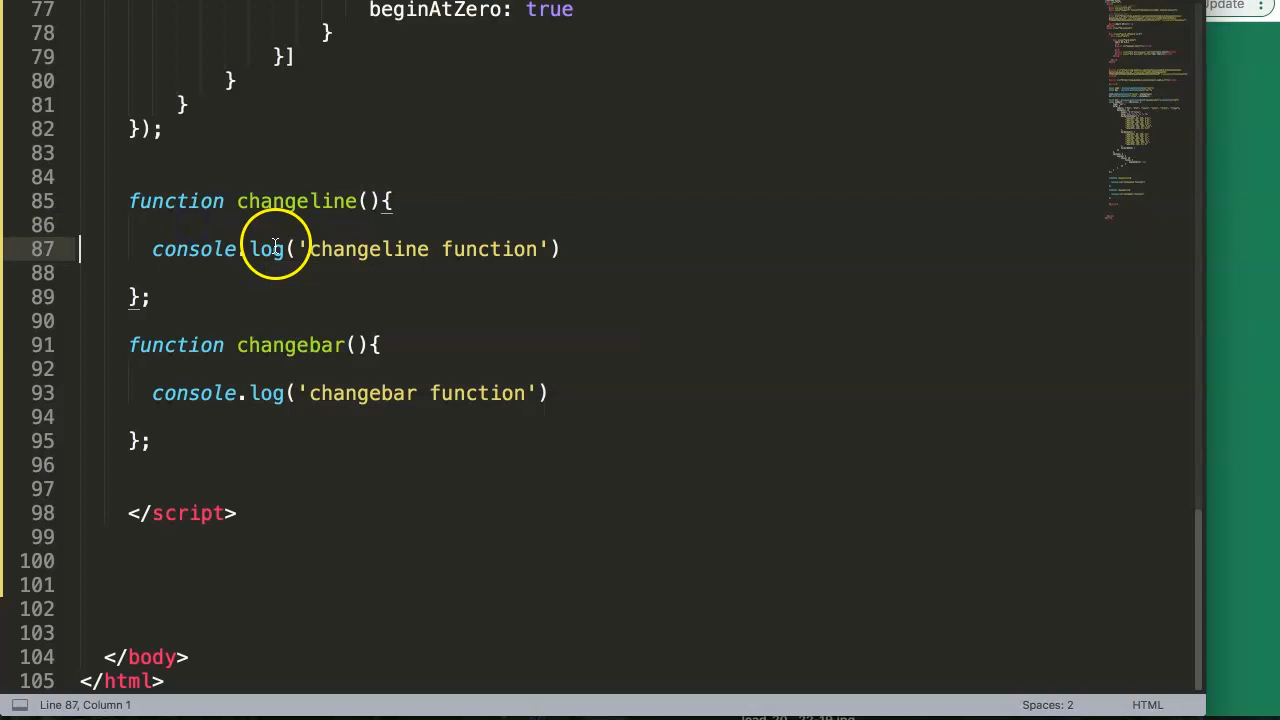 Update
77 beginAtZero: true
78 }
79 }]
80 }
81 }
82 });
83
84
85 function changeline(){
86
87 console.log('changeline function')
88
89 };
90
91 function changebar(){
92
93 console.log('changebar function')
94
95 };
96
97
98 </script>
99
100
101
102
103
104 </body>
105 </html>
Line 87, Column 1
Spaces: 2
HTML